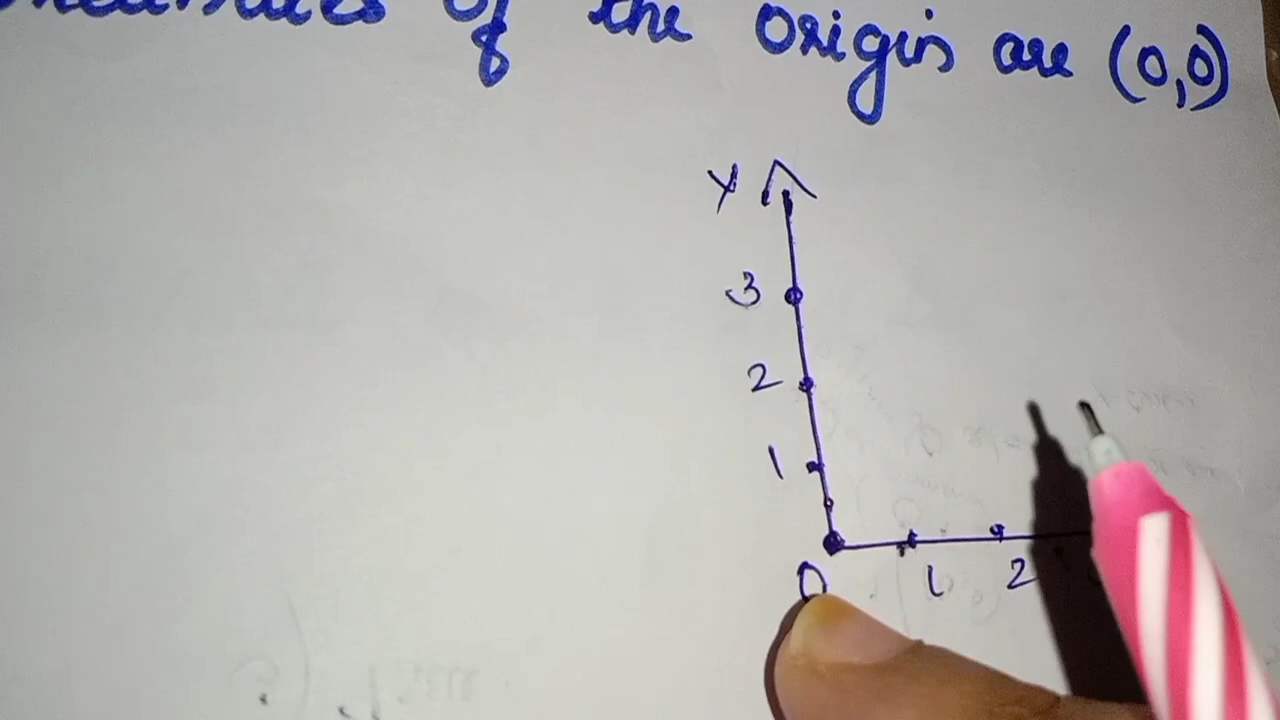 of the origin are (0,0)
Y
3
2
1
0
1 2